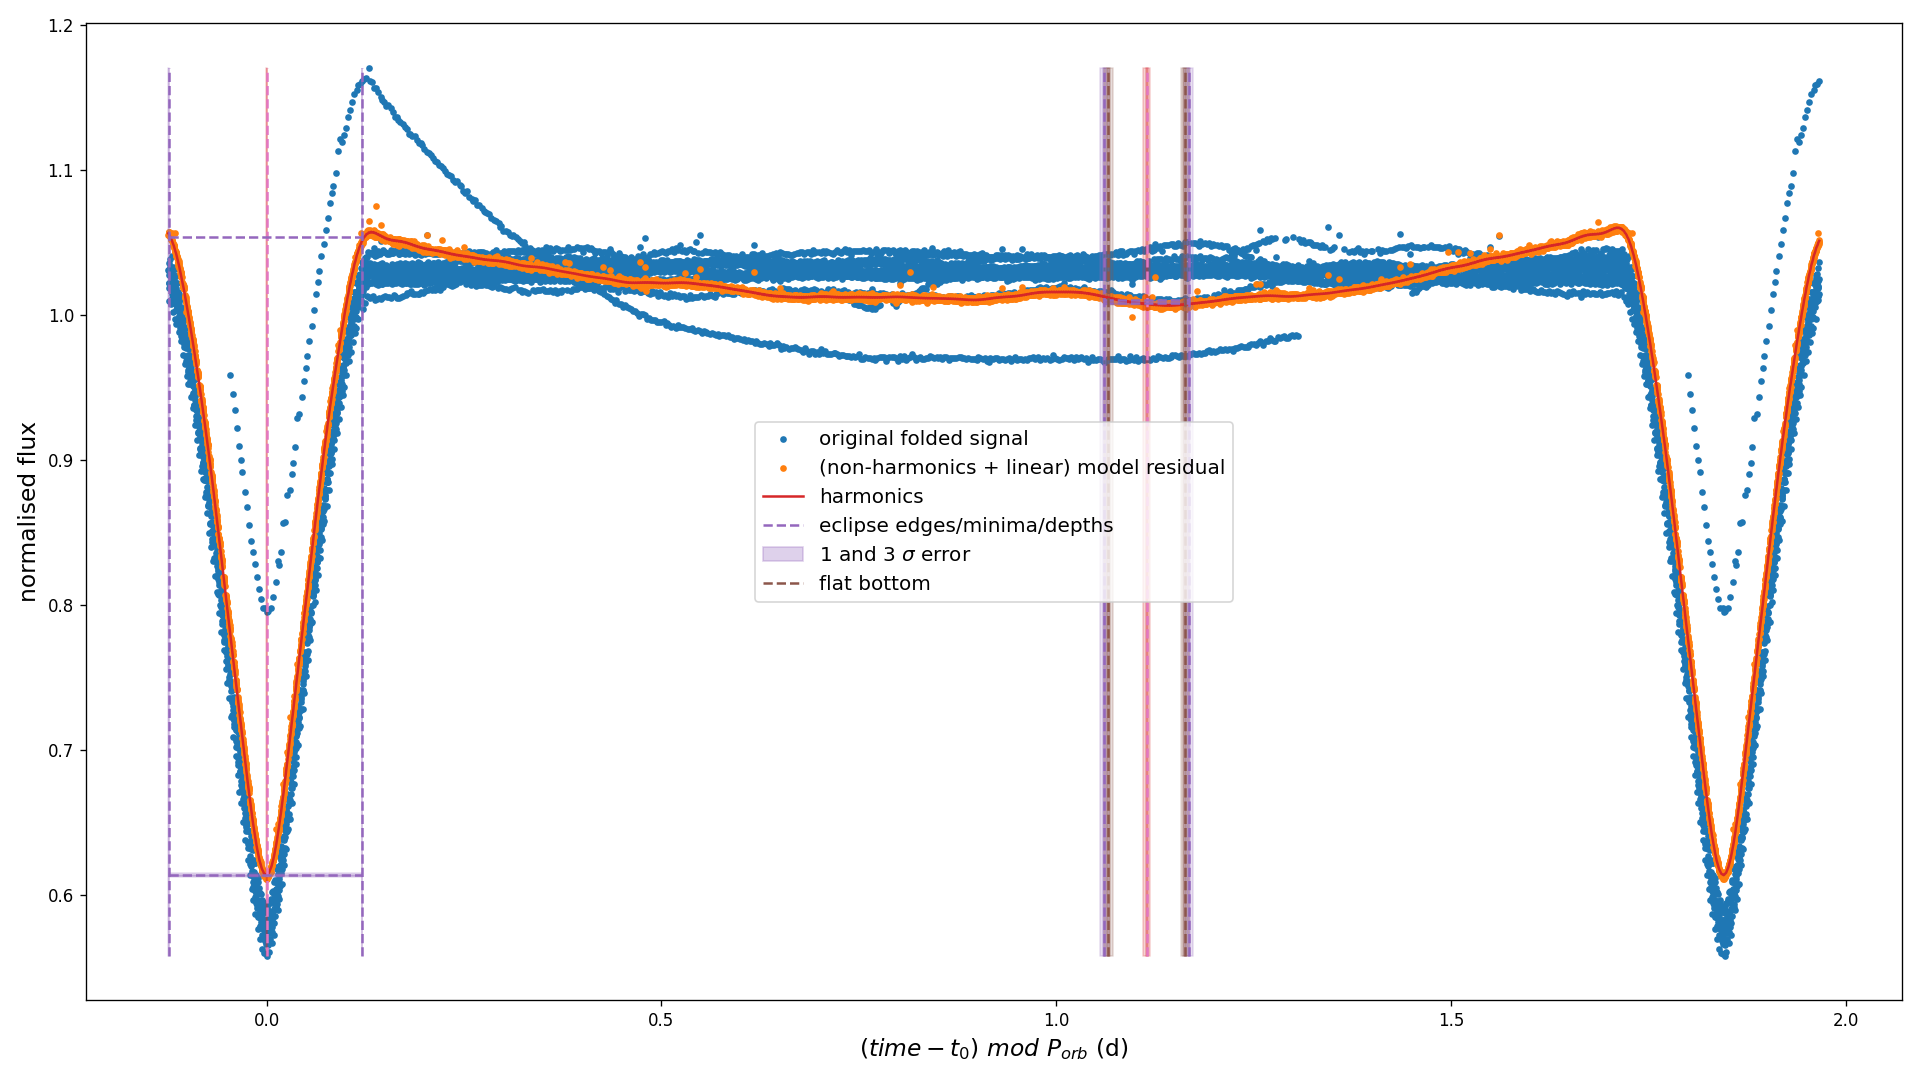 1.2
1.1
1.0
0.9
0.8
0.7
0.6
normalised flux
original folded signal
(non-harmonics + linear) model residual
harmonics
eclipse edges/minima/depths
1 and 3 σ error
flat bottom
0.0 0.5 1.0 1.5 2.0
(time − t₀) mod Pₒᵣb (d)